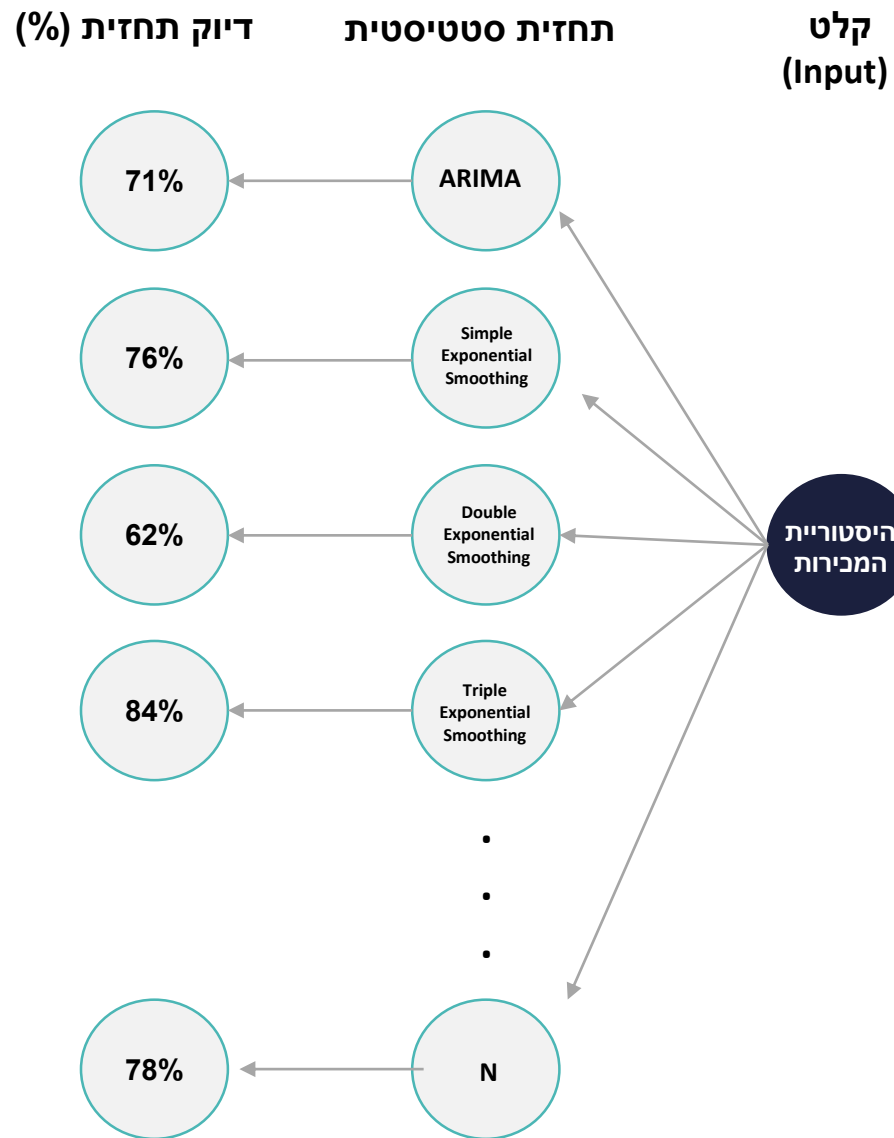 קלט
(Input)
תחזית סטטיסטית
דיוק תחזית (%)
היסטוריית
המכירות
ARIMA
71%
Simple
Exponential
Smoothing
76%
Double
Exponential
Smoothing
62%
Triple
Exponential
Smoothing
84%
.
.
.
N
78%